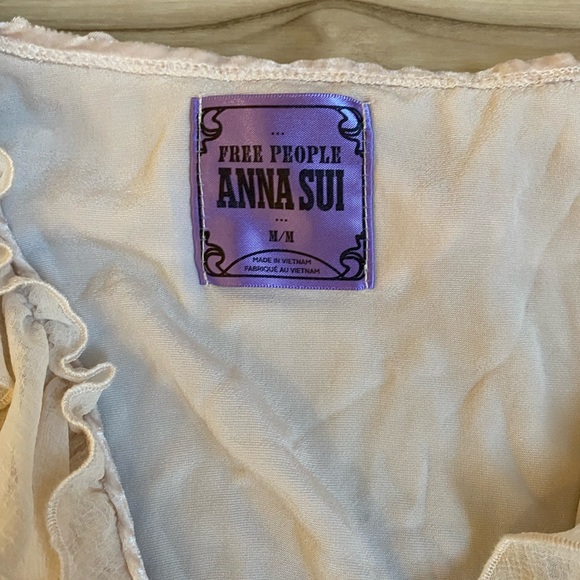 FREE PEOPLE
ANNA SUI
M/M
MADE IN VIETNAM
FABRIQUÉ AU VIETNAM